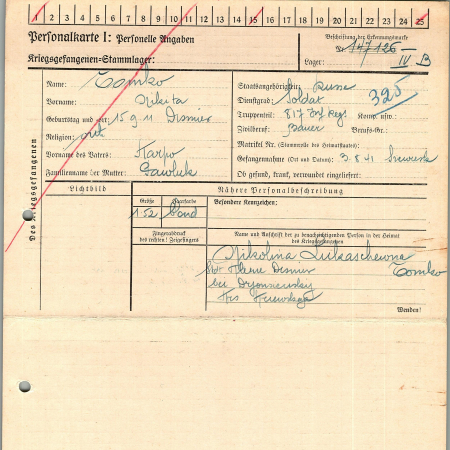 1 2 3 4 5 6 7 8 9 10 11 12 13 14 15 16 17 18 19 20 21 22 23 24 25
Personalkarte I: Personelle Angaben
Kriegsgefangenen=Stammlager:
Beschriftung der Erkennungsmarke
Nr. 147126
Lager: IV B
Des Kriegsgefangenen
Name: Tomko
Vorname: Nikita
Geburtstag und =ort: 15.9.11
Religion: ort
Vorname des Vaters: Karpo
Familienname der Mutter: Gawluk
Staatsangehörigkeit: Russe
Dienstgrad: Soldat
325
Truppenteil: 817 Inf Regt Komp. usw.:
Zivilberuf: Bauer Berufs=Gr.:
Matrikel Nr. (Stammrolle des Heimatstaates):
Gefangennahme (Ort und Datum): 3.8.41
Ob gesund, krank, verwundet eingeliefert:
Lichtbild
Nähere Personalbeschreibung
Größe Haarfarbe Besondere Kennzeichen:
1.52 blond
Fingerabdruck
des rechten! Zeigefingers
Name und Anschrift der zu benachrichtigenden Person in der Heimat
des Kriegsgefangenen
Nikolina Lukaschewna
Tomko
bei
Wenden!